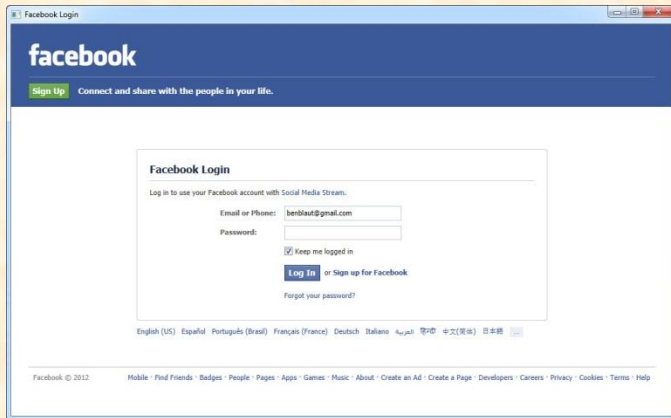 Facebook Login
facebook
Sign Up Connect and share with the people in your life.
Facebook Login
Log in to use your Facebook account with Social Media Stream.
Email or Phone: benblaut@gmail.com
Password:
Keep me logged in
Log In or Sign up for Facebook
Forgot your password?
English (US) Español Português (Brasil) Français (France) Deutsch Italiano العربية हिन्दी 中文(简体) 日本語 ...
Facebook © 2012 Mobile · Find Friends · Badges · People · Pages · Apps · Games · Music · About · Create an Ad · Create a Page · Developers · Careers · Privacy · Cookies · Terms · Help